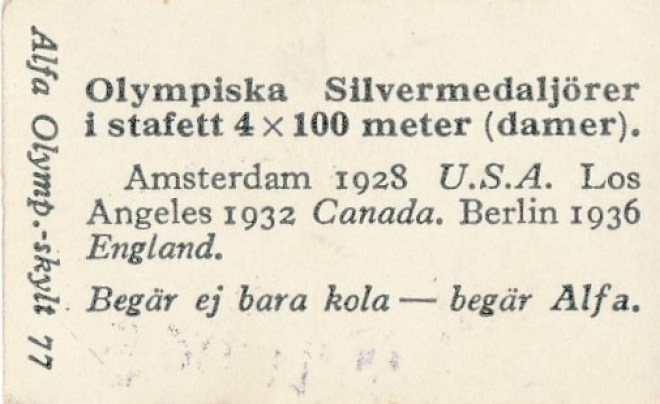 Alfa Olymp.-skylt 77
Olympiska Silvermedaljörer
i stafett 4 × 100 meter (damer).
Amsterdam 1928 U.S.A. Los
Angeles 1932 Canada. Berlin 1936
England.
Begär ej bara kola — begär Alfa.